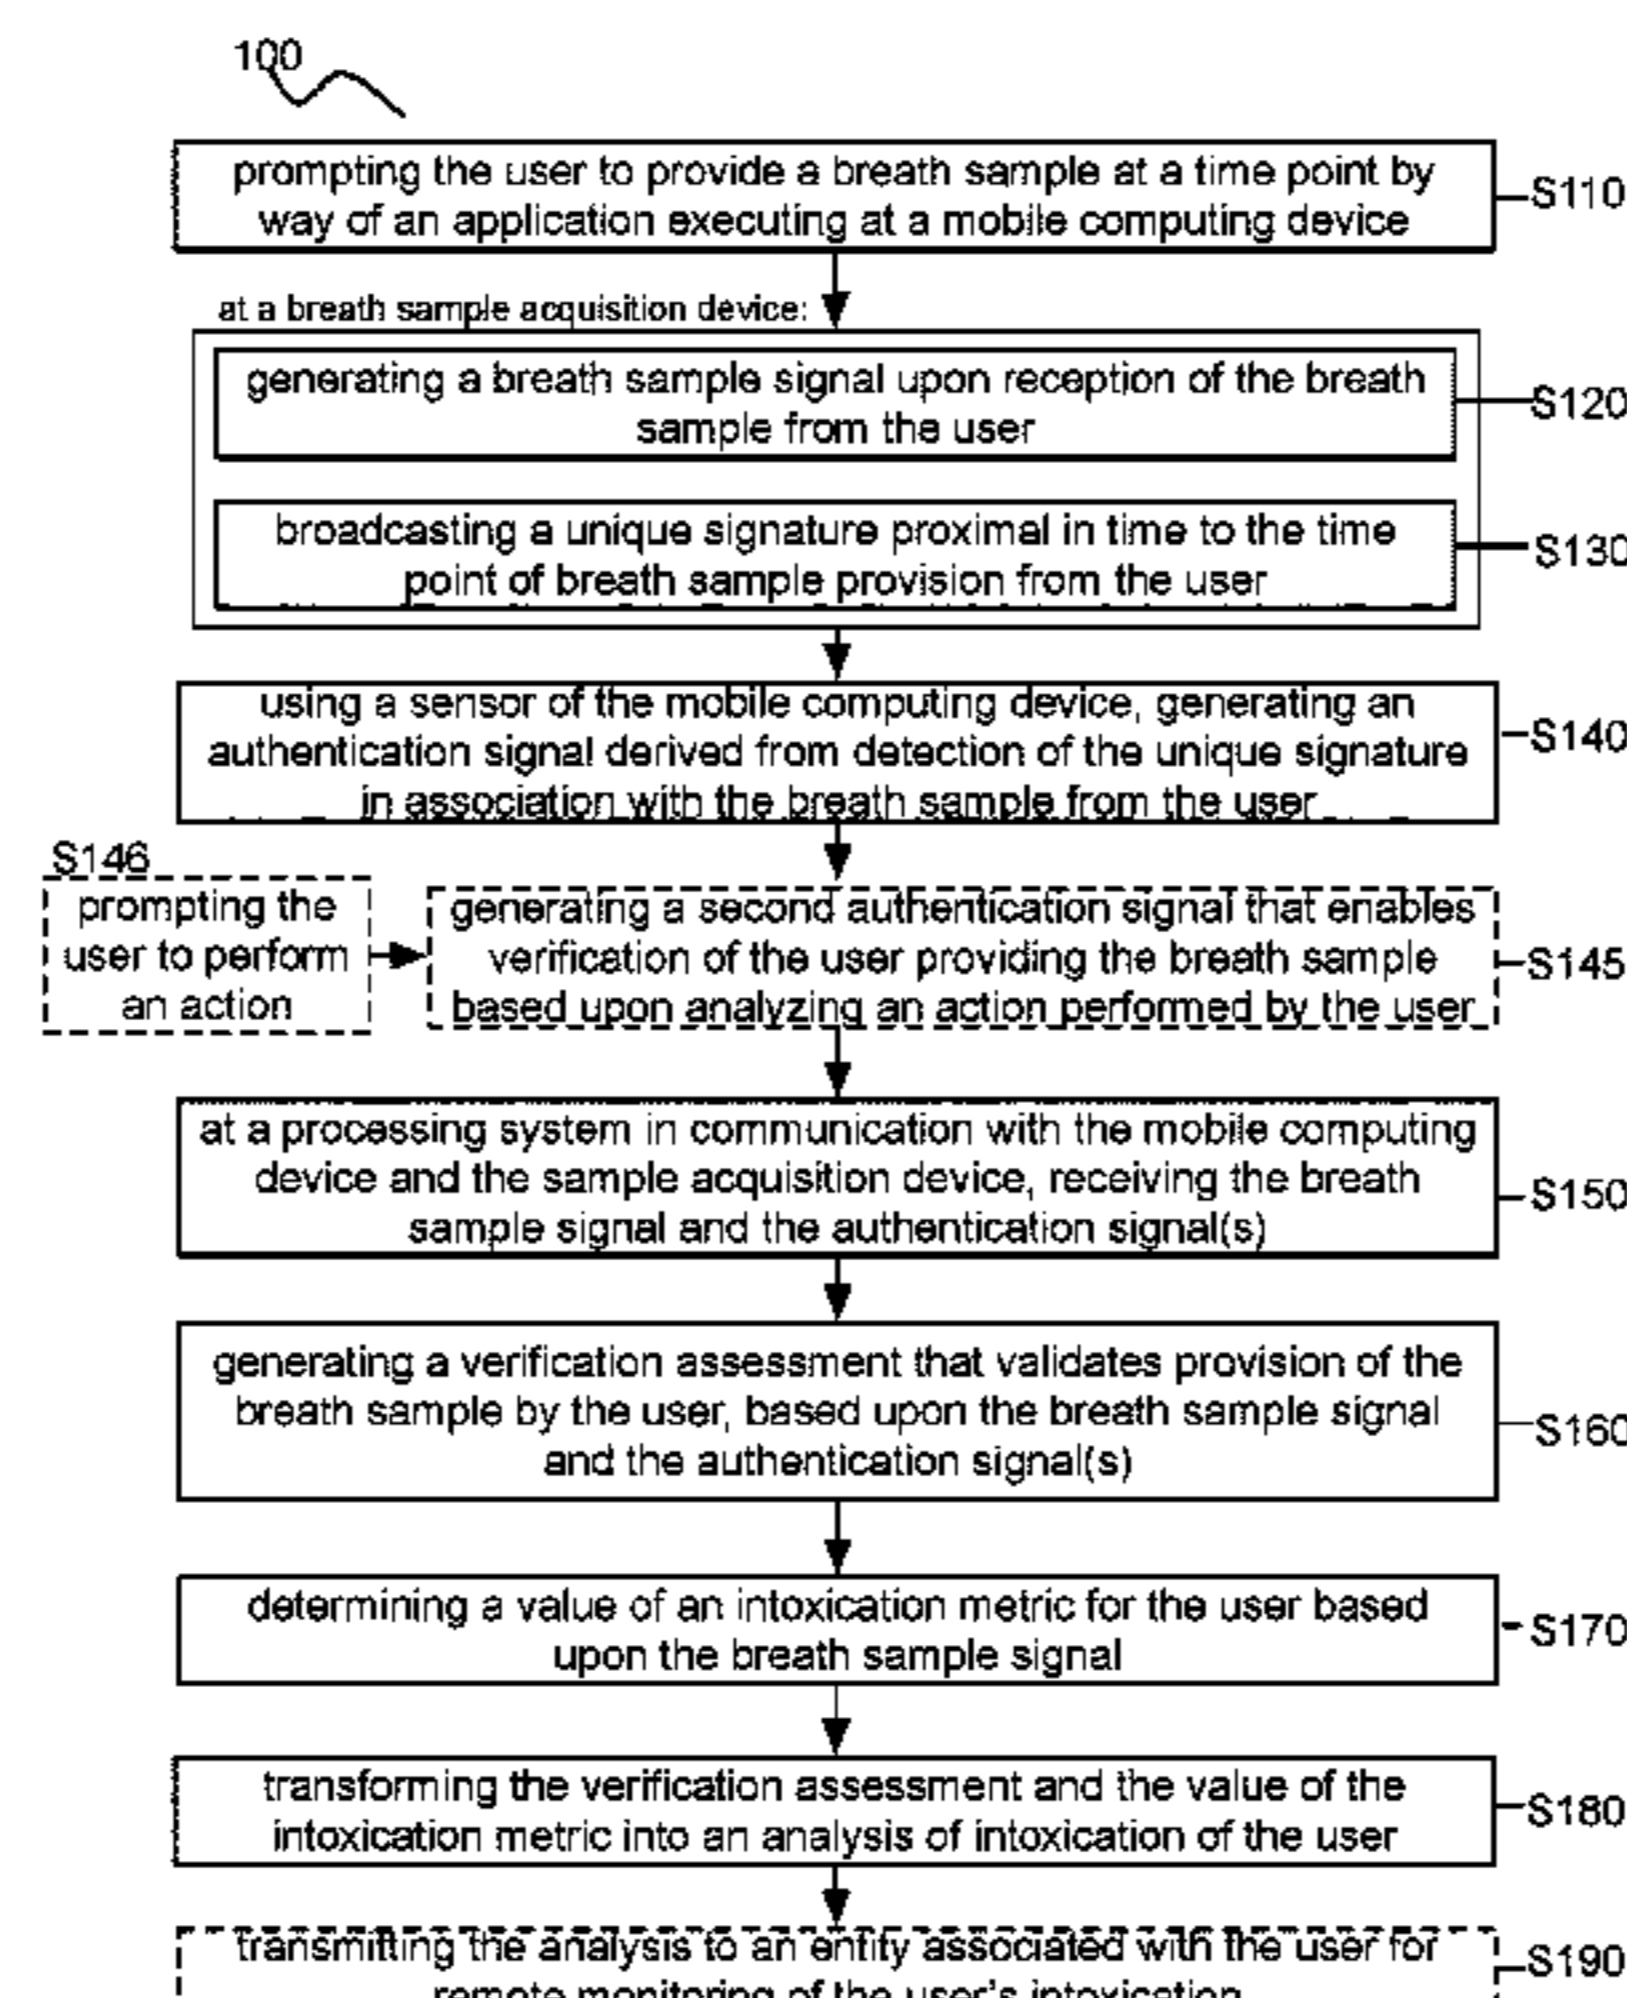 100
prompting the user to provide a breath sample at a time point by
way of an application executing at a mobile computing device
S110
at a breath sample acquisition device:
generating a breath sample signal upon reception of the breath
sample from the user
S120
broadcasting a unique signature proximal in time to the time
point of breath sample provision from the user
S130
using a sensor of the mobile computing device, generating an
authentication signal derived from detection of the unique signature
in association with the breath sample from the user
S140
S146
prompting the
user to perform
an action
generating a second authentication signal that enables
verification of the user providing the breath sample
based upon analyzing an action performed by the user
S145
at a processing system in communication with the mobile computing
device and the sample acquisition device, receiving the breath
sample signal and the authentication signal(s)
S150
generating a verification assessment that validates provision of the
breath sample by the user, based upon the breath sample signal
and the authentication signal(s)
S160
determining a value of an intoxication metric for the user based
upon the breath sample signal
S170
transforming the verification assessment and the value of the
intoxication metric into an analysis of intoxication of the user
S180
transmitting the analysis to an entity associated with the user for
remote monitoring of the user's intoxication
S190